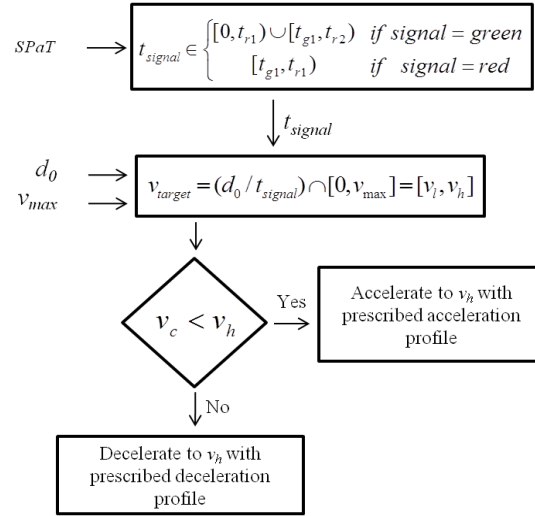 SPaT
t_signal ∈ { [0, t_r1) ∪ [t_g1, t_r2) if signal = green
[t_g1, t_r1) if signal = red
t_signal
d_0
v_max
v_target = (d_0 / t_signal) ∩ [0, v_max] = [v_l, v_h]
v_c < v_h
Yes
Accelerate to v_h with
prescribed acceleration
profile
No
Decelerate to v_h with
prescribed deceleration
profile